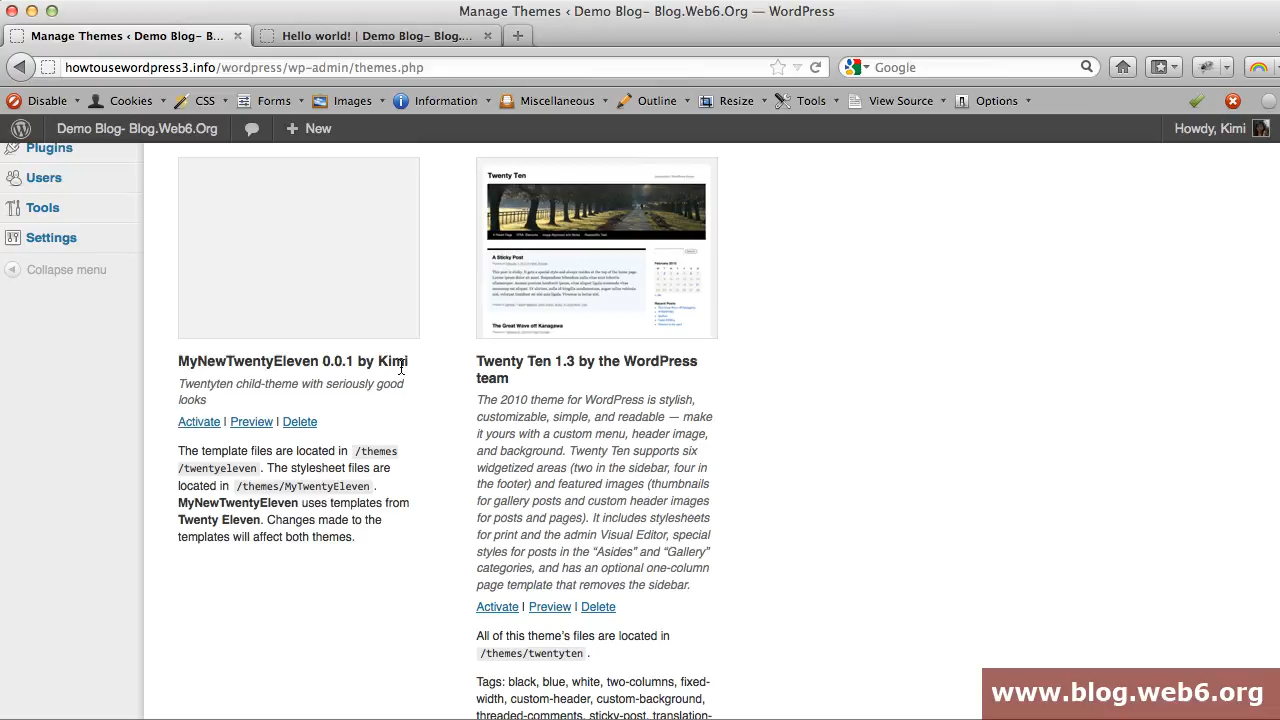 Manage Themes ‹ Demo Blog- Blog.Web6.Org — WordPress
Manage Themes ‹ Demo Blog- B...
Hello world! | Demo Blog- Blog....
howtousewordpress3.info/wordpress/wp-admin/themes.php
Google
Disable
Cookies
CSS
Forms
Images
Information
Miscellaneous
Outline
Resize
Tools
View Source
Options
Demo Blog- Blog.Web6.Org
New
Howdy, Kimi
Plugins
Users
Tools
Settings
Collapse menu
MyNewTwentyEleven 0.0.1 by Kimi
Twentyten child-theme with seriously good
looks
Activate | Preview | Delete
The template files are located in /themes
/twentyeleven. The stylesheet files are
located in /themes/MyTwentyEleven.
MyNewTwentyEleven uses templates from
Twenty Eleven. Changes made to the
templates will affect both themes.
Twenty Ten
A Sticky Post
The Great Wave off Kanagawa
Twenty Ten 1.3 by the WordPress
team
The 2010 theme for WordPress is stylish,
customizable, simple, and readable — make
it yours with a custom menu, header image,
and background. Twenty Ten supports six
widgetized areas (two in the sidebar, four in
the footer) and featured images (thumbnails
for gallery posts and custom header images
for posts and pages). It includes stylesheets
for print and the admin Visual Editor, special
styles for posts in the “Asides” and “Gallery”
categories, and has an optional one-column
page template that removes the sidebar.
Activate | Preview | Delete
All of this theme’s files are located in
/themes/twentyten.
Tags: black, blue, white, two-columns, fixed-
width, custom-header, custom-background,
threaded-comments, sticky-post, translation-
www.blog.web6.org